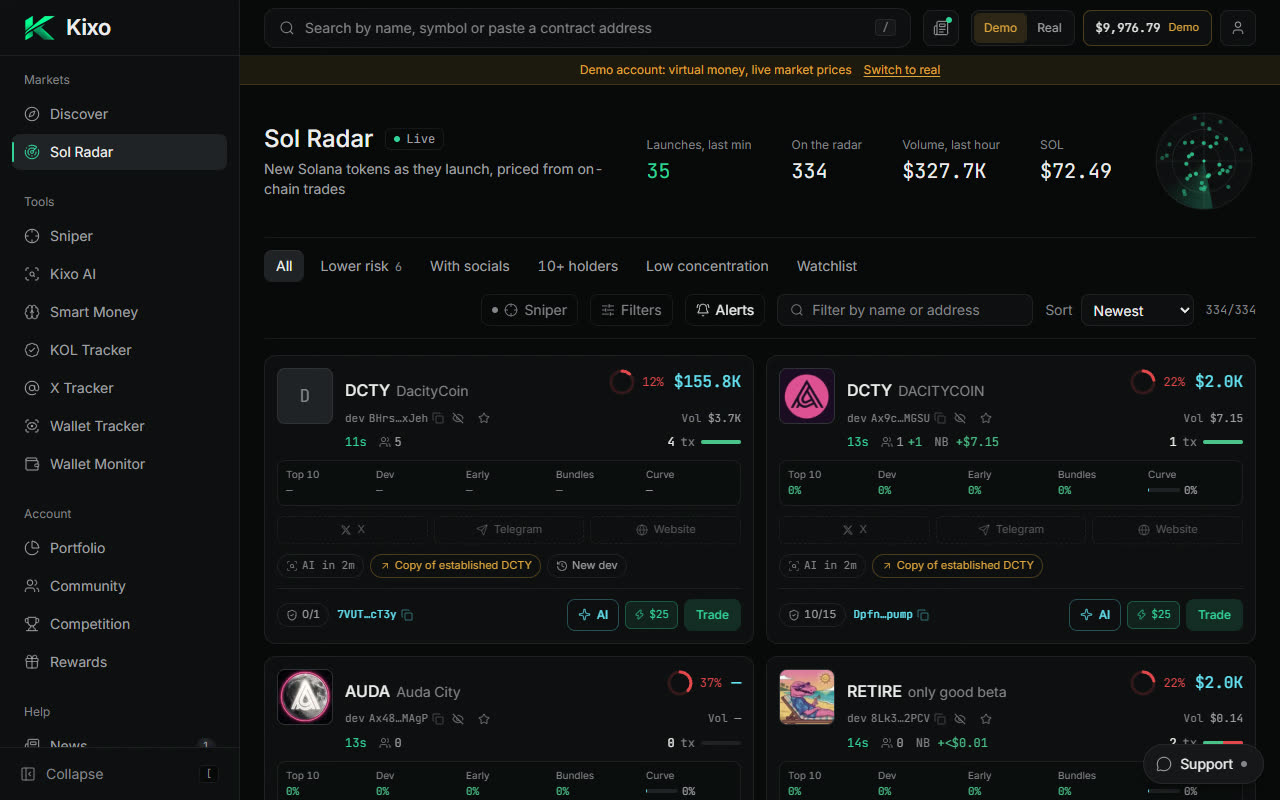 Kixo
Search by name, symbol or paste a contract address
/
Demo
Real
$9,976.79 Demo
Demo account: virtual money, live market prices Switch to real
Markets
Discover
Sol Radar
Tools
Sniper
Kixo AI
Smart Money
KOL Tracker
X Tracker
Wallet Tracker
Wallet Monitor
Account
Portfolio
Community
Competition
Rewards
Help
News 1
Collapse [
Sol Radar
Live
New Solana tokens as they launch, priced from on-
chain trades
Launches, last min
35
On the radar
334
Volume, last hour
$327.7K
SOL
$72.49
All
Lower risk 6
With socials
10+ holders
Low concentration
Watchlist
Sniper
Filters
Alerts
Filter by name or address
Sort
Newest
334/334
D
DCTY DacityCoin
12% $155.8K
dev BHrs…xJeh
Vol $3.7K
11s 5
4 tx
Top 10 Dev Early Bundles Curve
– – – – –
X Telegram Website
AI in 2m Copy of established DCTY New dev
0/1 7VUT…cT3y AI $25 Trade
DCTY DACITYCOIN
22% $2.0K
dev Ax9c…MGSU
Vol $7.15
13s 1 +1 NB +$7.15
1 tx
Top 10 Dev Early Bundles Curve
0% 0% 0% 0% 0%
X Telegram Website
AI in 2m Copy of established DCTY
10/15 Dpfn…pump AI $25 Trade
AUDA Auda City
37% –
dev Ax48…MAgP
Vol –
13s 0
0 tx
Top 10 Dev Early Bundles Curve
0% 0% 0% 0% 0%
RETIRE only good beta
22% $2.0K
dev 8Lk3…2PCV
Vol $0.14
14s 0 NB +<$0.01
2 tx
Top 10 Dev Early Bundles
0% 0% 0% 0% 0%
Support